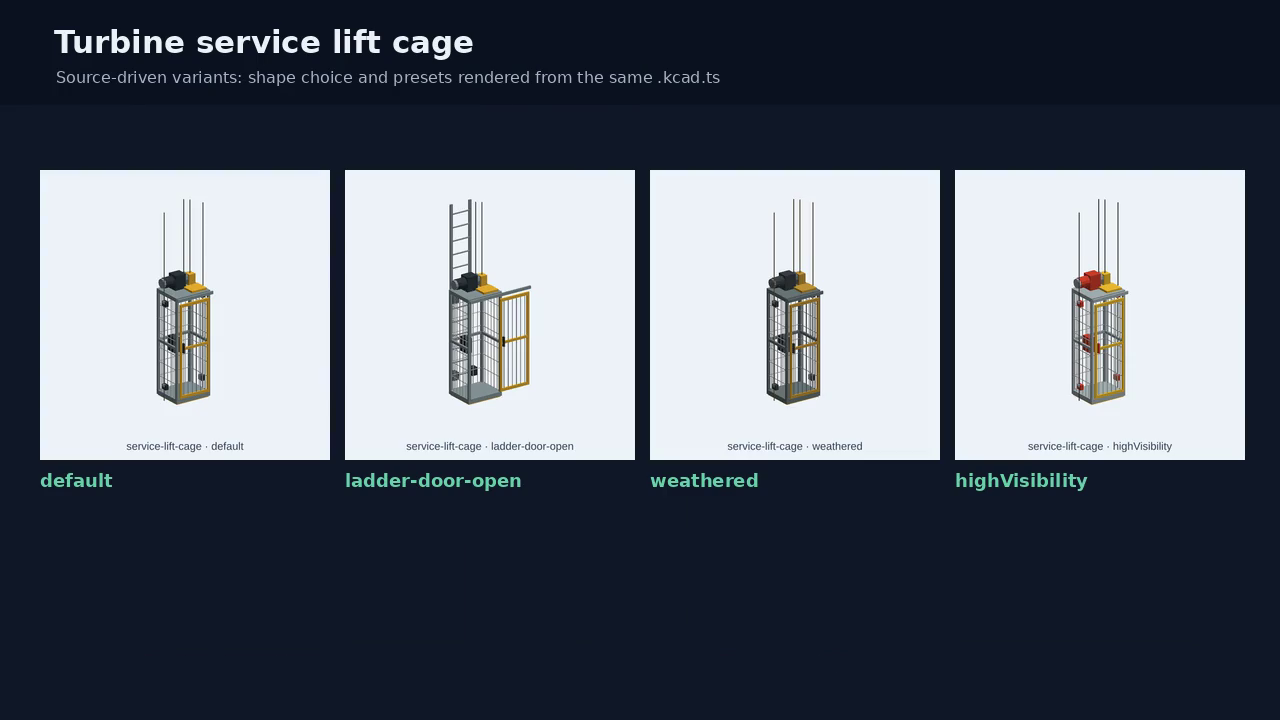 Turbine service lift cage
Source-driven variants: shape choice and presets rendered from the same .kcad.ts
service-lift-cage · default
service-lift-cage · ladder-door-open
service-lift-cage · weathered
service-lift-cage · highVisibility
default
ladder-door-open
weathered
highVisibility